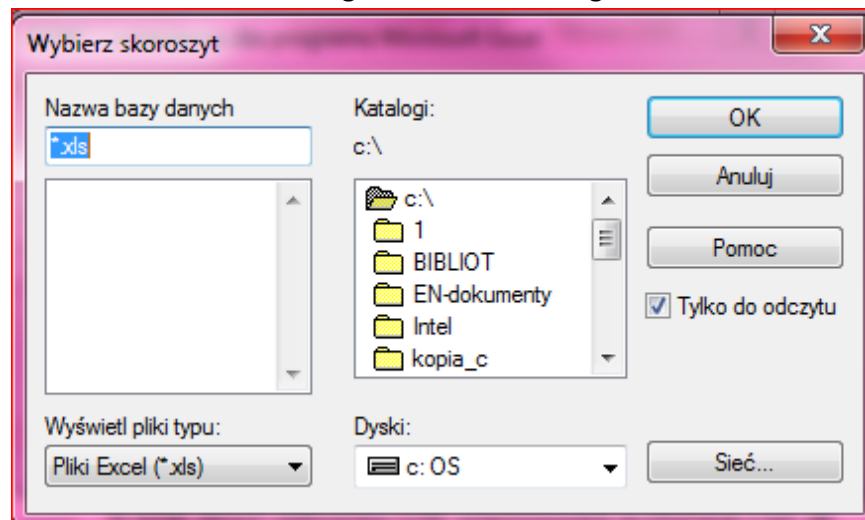 Wybierz skoroszyt
Nazwa bazy danych
*.xls
Katalogi:
c:\
c:\
1
BIBLIOT
EN-dokumenty
Intel
kopia_c
OK
Anuluj
Pomoc
Tylko do odczytu
Wyświetl pliki typu:
Pliki Excel (*.xls)
Dyski:
c: OS
Sieć...